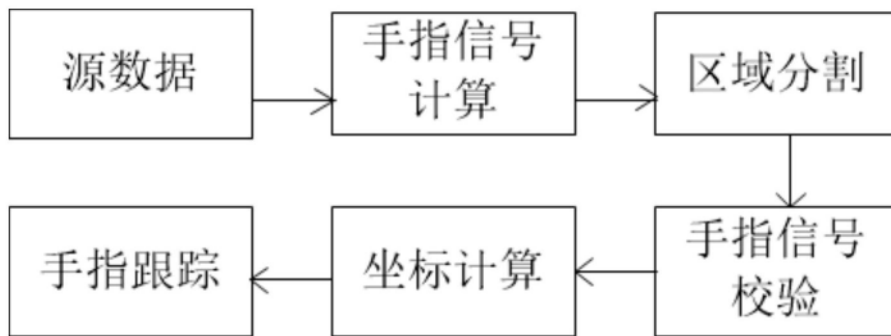 源数据
手指信号
计算
区域分割
手指信号
校验
坐标计算
手指跟踪